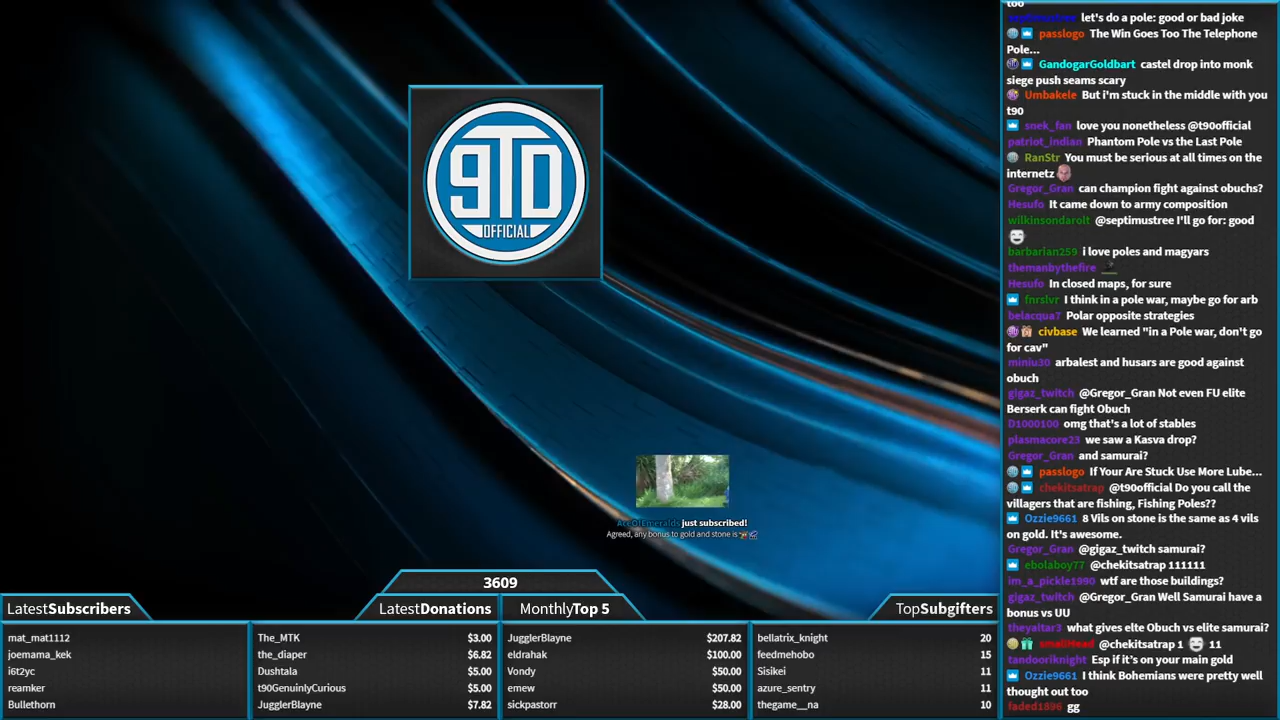 too
let's do a pole: good or bad joke
passlogo The Win Goes Too The Telephone
Pole...
GandogarGoldbart castel drop into monk
siege push seams scary
Umbakele But i'm stuck in the middle with you
t90
snek_fan love you nonetheless @t90official
patriot_indian Phantom Pole vs the Last Pole
RanStr You must be serious at all times on the
internetz
Gregor_Gran can champion fight against obuchs?
Hesufo It came down to army composition
wilkinsondarolt @septimustree I'll go for: good
barbarian259 i love poles and magyars
themanbythefire
Hesufo In closed maps, for sure
fnrslvr I think in a pole war, maybe go for arb
belacqua7 Polar opposite strategies
civbase We learned "in a Pole war, don't go
for cav"
miniu30 arbalest and husars are good against
obuch
gigaz_twitch @Gregor_Gran Not even FU elite
Berserk can fight Obuch
D1000100 omg that's a lot of stables
plasmacore23 we saw a Kasva drop?
Gregor_Gran and samurai?
passlogo If Your Are Stuck Use More Lube...
chekitsatrap @t90official Do you call the
villagers that are fishing, Fishing Poles??
Ozzie9661 8 Vils on stone is the same as 4 vils
on gold. It's awesome.
Gregor_Gran @gigaz_twitch samurai?
ebolaboy77 @chekitsatrap 111111
im_a_pickle1990 wtf are those buildings?
gigaz_twitch @Gregor_Gran Well Samurai have a
bonus vs UU
theyaitar3 what gives elte Obuch vs elite samurai?
@chekitsatrap 1 11
tandooriknight Esp if it's on your main gold
Ozzie9661 I think Bohemians were pretty well
thought out too
faded1896 gg
9TO
OFFICIAL
AceOfEmeralds just subscribed!
Agreed, any bonus to gold and stone is
3609
LatestSubscribers
mat_mat1112
joemama_kek
i6t2yc
reamker
Bullethorn
LatestDonations
The_MTK $3.00
the_diaper $6.82
Dushtala $5.00
t90GenuinlyCurious $5.00
JugglerBlayne $7.82
MonthlyTop 5
JugglerBlayne $207.82
eldrahak $100.00
Vondy $50.00
emew $50.00
sickpastorr $28.00
TopSubgifters
bellatrix_knight 20
feedmehobo 15
Sisikei 11
azure_sentry 11
thegame__na 10